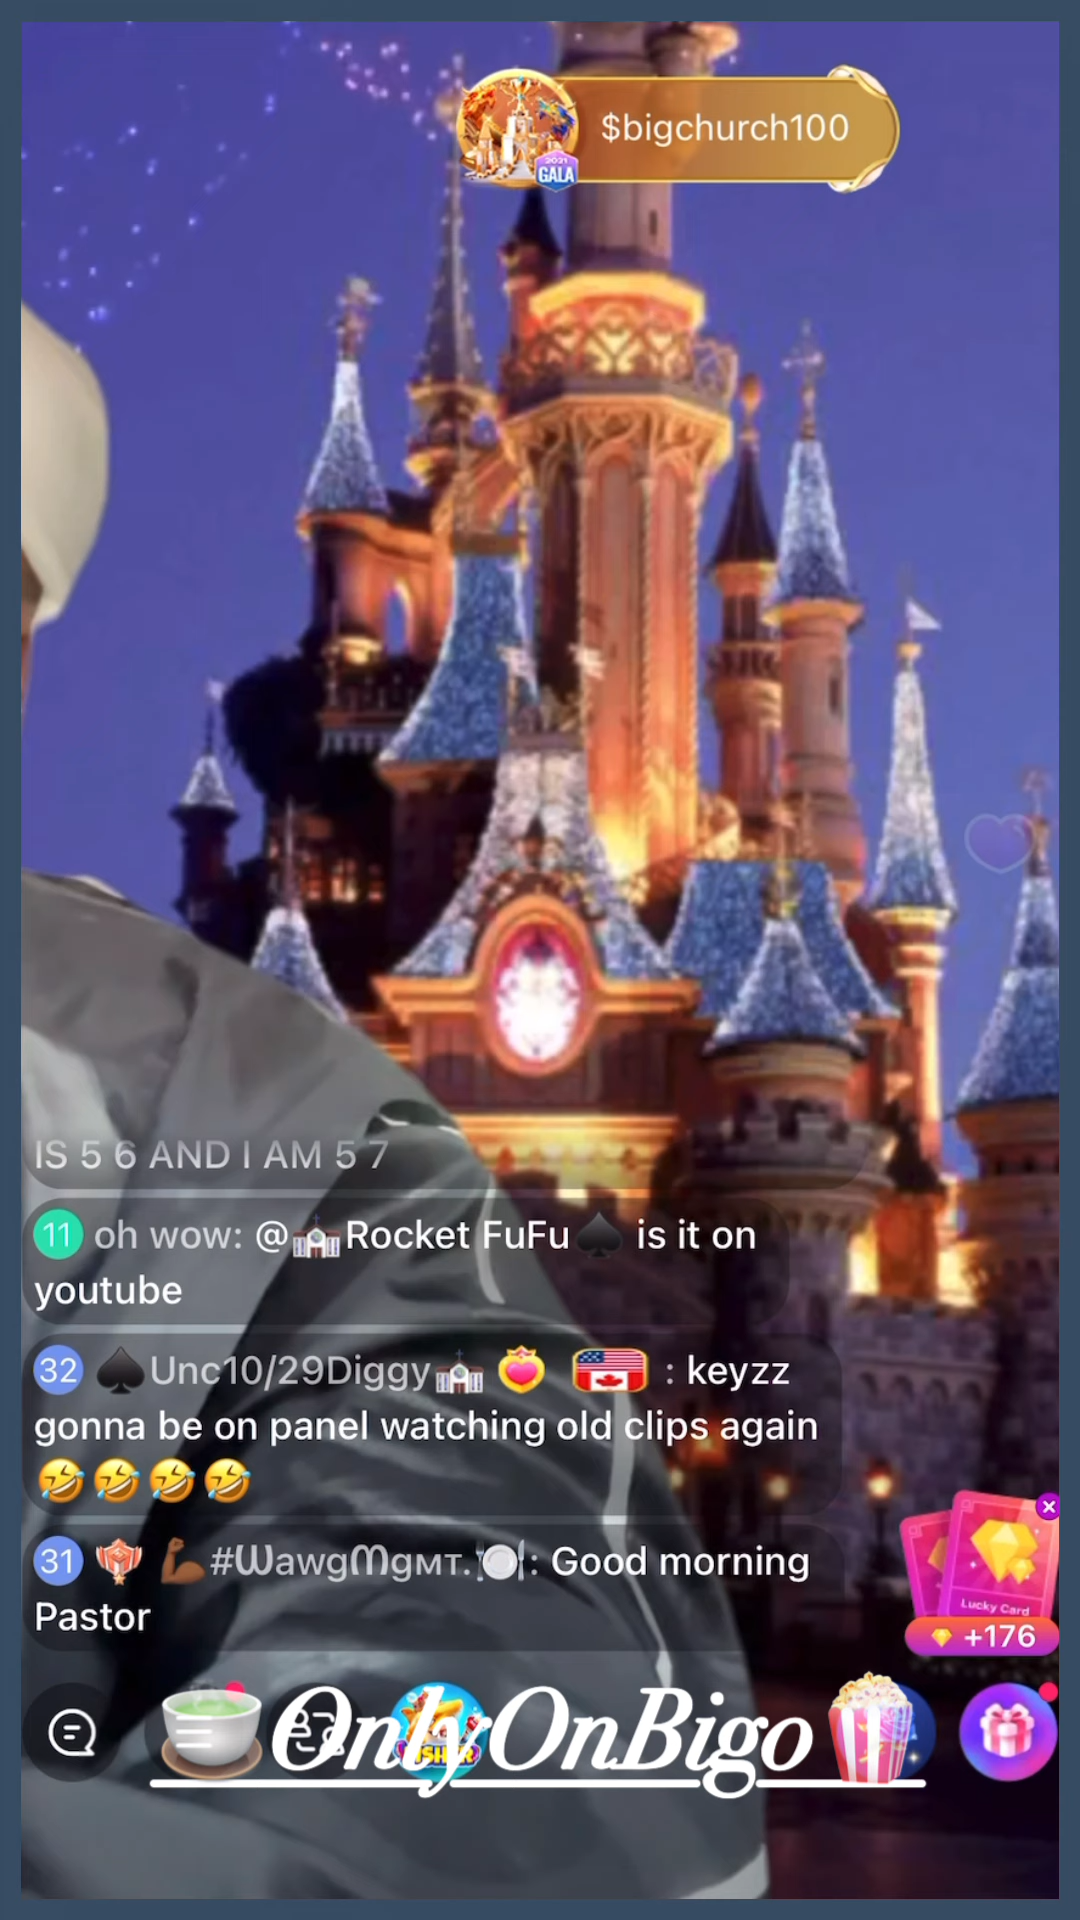 $bigchurch100
2021
GALA
IS 5 6 AND I AM 5 7
11 oh wow: @⛪Rocket FuFu♠️ is it on
youtube
32 ♠️Unc10/29Diggy⛪ : keyzz
gonna be on panel watching old clips again
🤣🤣🤣🤣
31 💪🏾#ᗯawgᗰgмт.🍽: Good morning
Pastor
Lucky Card
+176
🍵OnlyOnBigo🍿